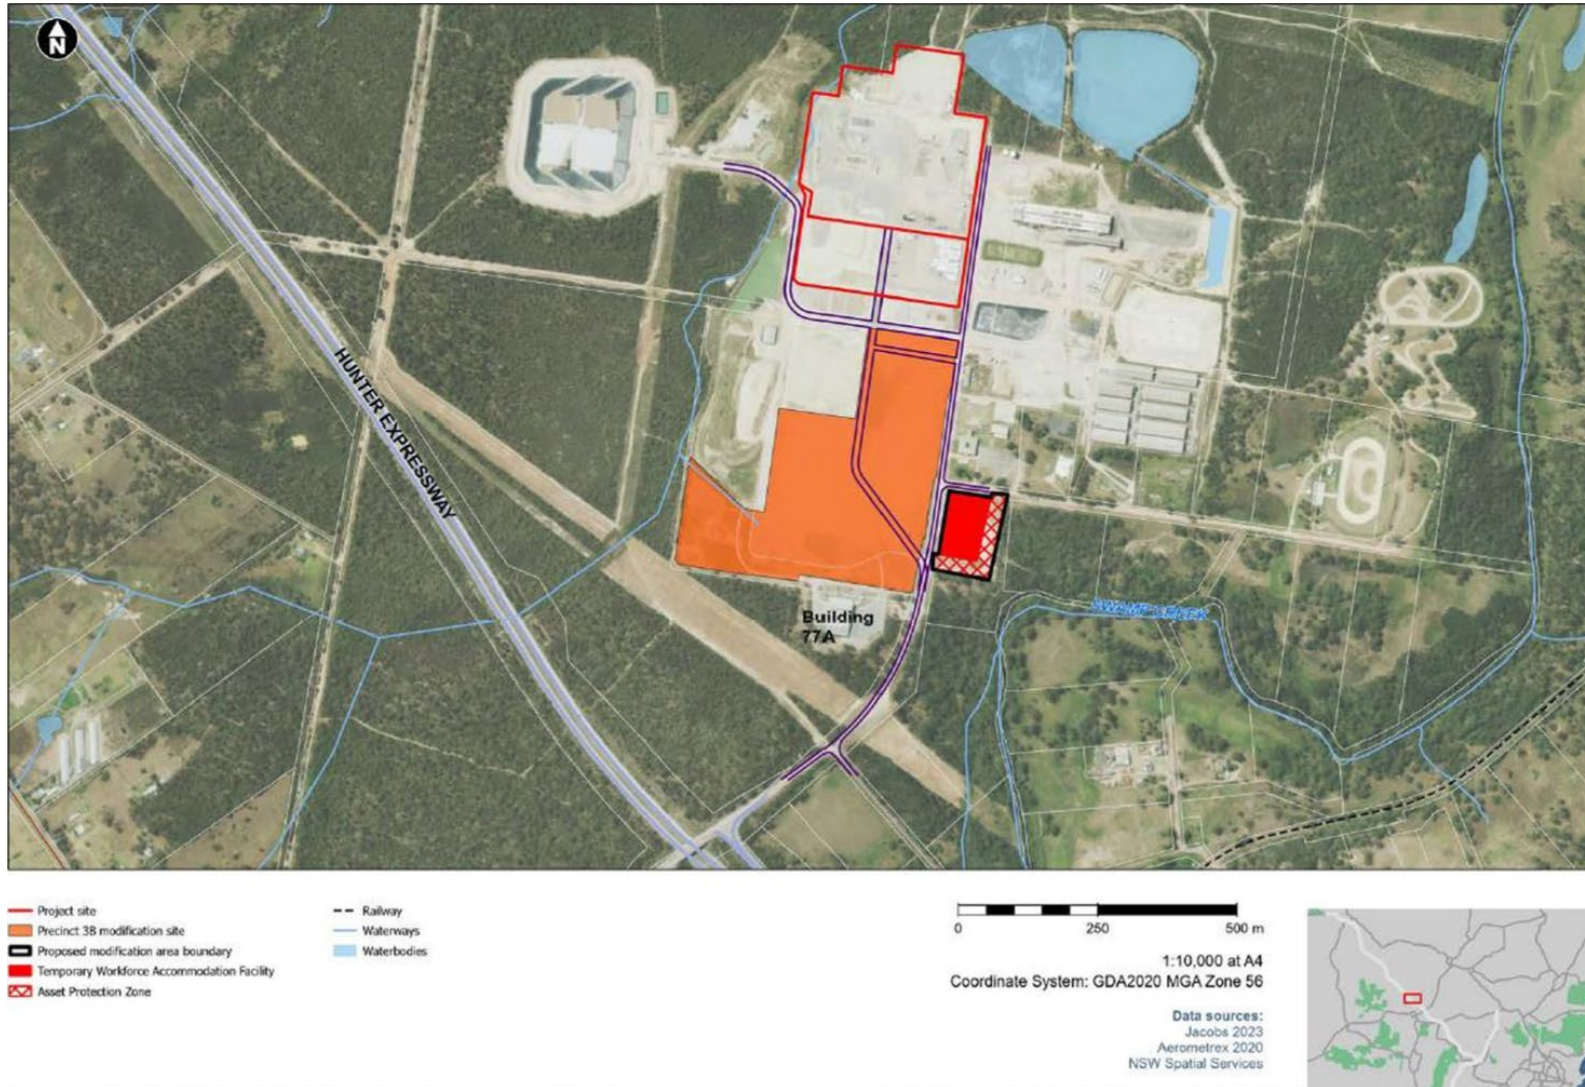 N
HUNTER EXPRESSWAY
SWAMP CREEK
Building
77A
Project site
Precinct 3B modification site
Proposed modification area boundary
Temporary Workforce Accommodation Facility
Asset Protection Zone
Railway
Waterways
Waterbodies
0 250 500 m
1:10,000 at A4
Coordinate System: GDA2020 MGA Zone 56
Data sources:
Jacobs 2023
Aerometrex 2020
NSW Spatial Services